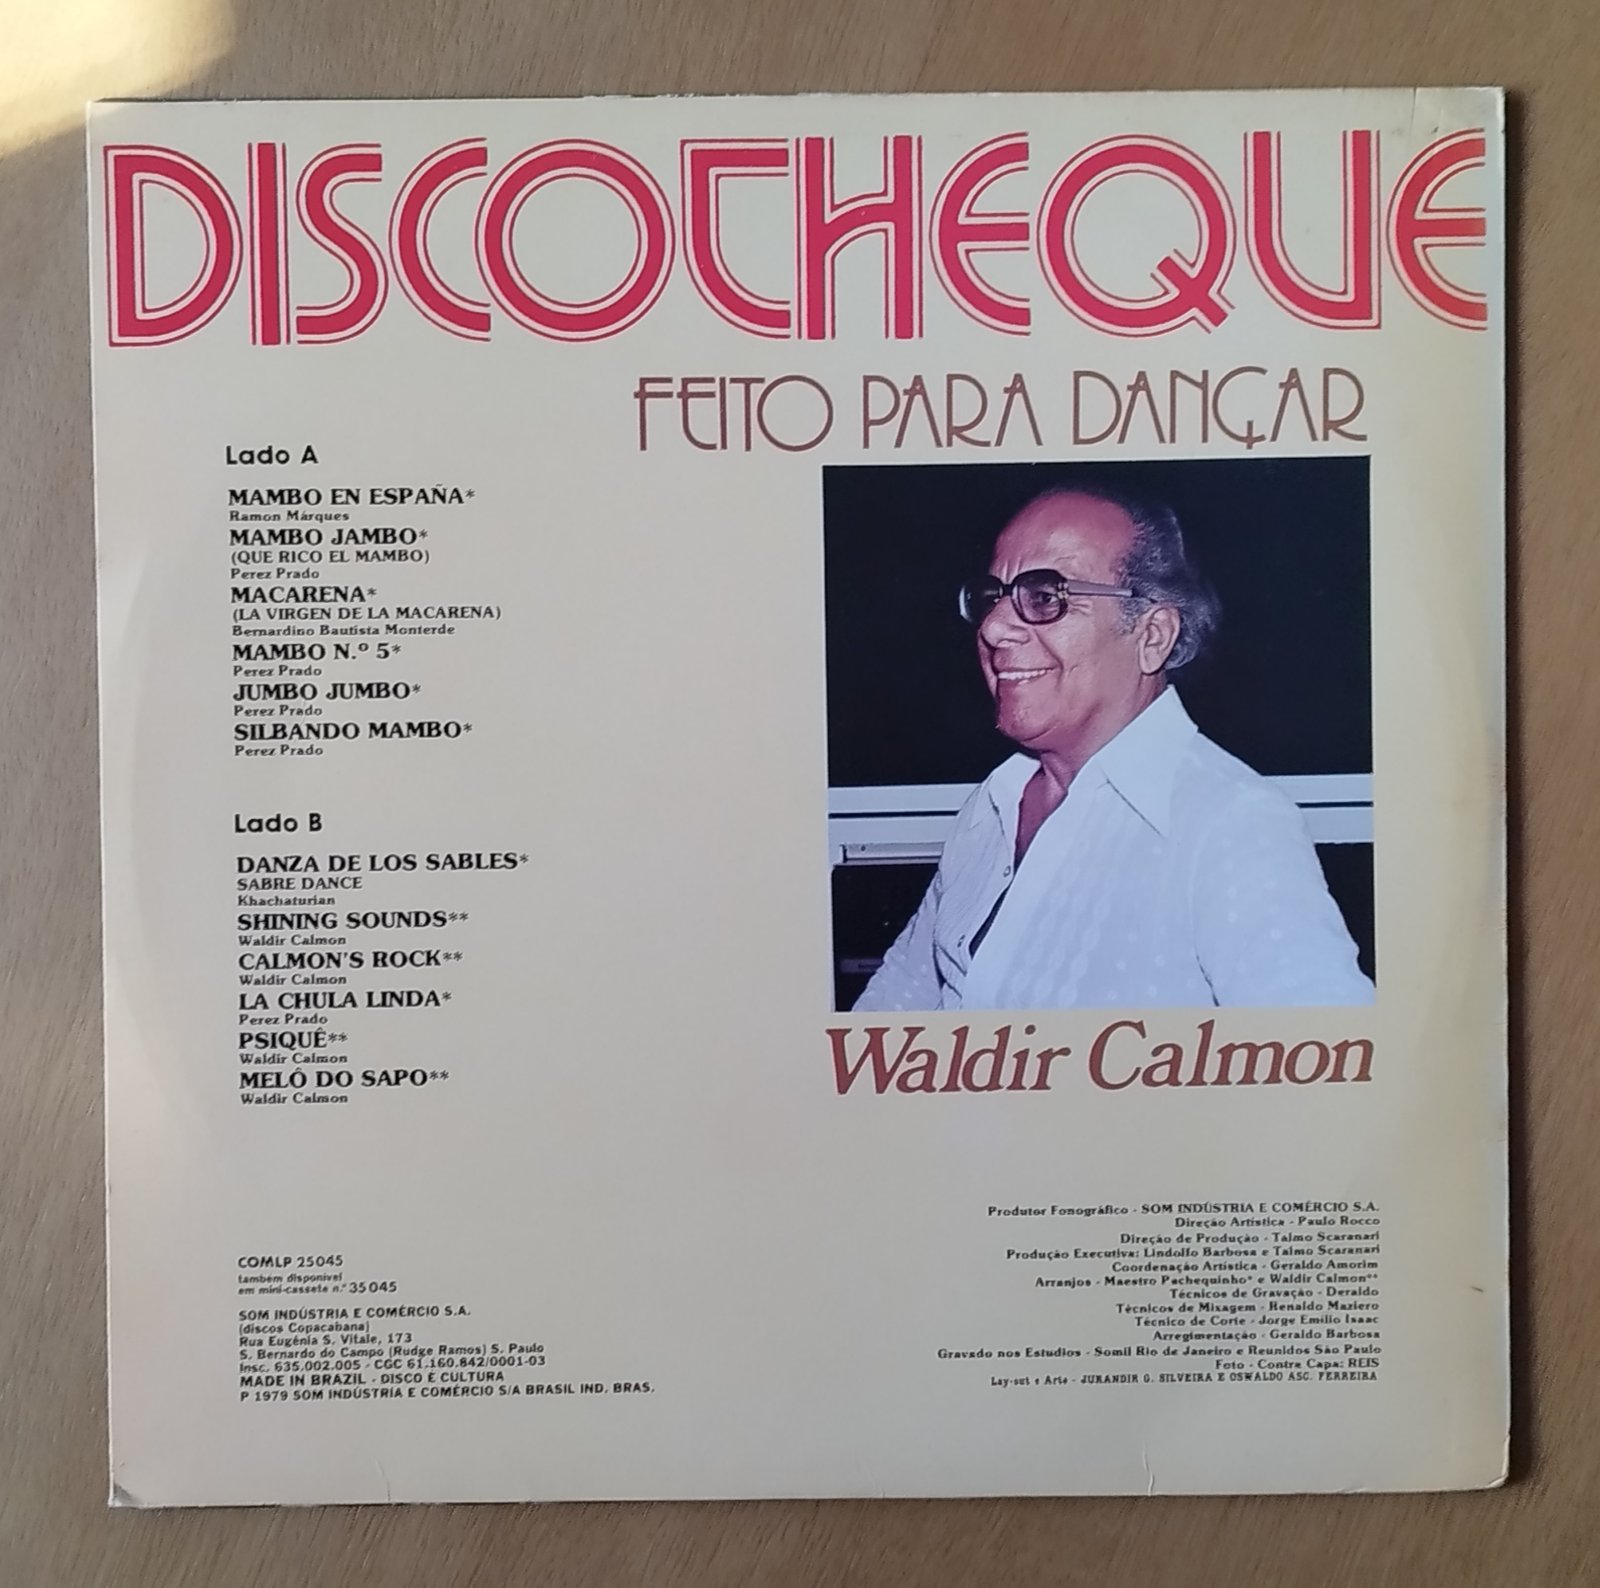 DISCOTHEQUE
FEITO PARA DANÇAR
Lado A
MAMBO EN ESPAÑA*
Ramon Márques
MAMBO JAMBO*
(QUE RICO EL MAMBO)
Perez Prado
MACARENA*
(LA VIRGEN DE LA MACARENA)
Bernardino Bautista Monterde
MAMBO N.º 5*
Perez Prado
JUMBO JUMBO*
Perez Prado
SILBANDO MAMBO*
Perez Prado
Lado B
DANZA DE LOS SABLES*
SABRE DANCE
Khachaturian
SHINING SOUNDS**
Waldir Calmon
CALMON'S ROCK**
Waldir Calmon
LA CHULA LINDA*
Perez Prado
PSIQUÊ**
Waldir Calmon
MELÔ DO SAPO**
Waldir Calmon
Waldir Calmon
COMLP 25045
também disponível
em mini-cassete n.º 35045
SOM INDÚSTRIA E COMÉRCIO S.A.
(discos Copacabana)
Rua Eugênia S. Vitale, 173
S. Bernardo do Campo (Rudge Ramos) S. Paulo
Insc. 635.002.005 - CGC 61.160.842/0001-03
MADE IN BRAZIL - DISCO É CULTURA
P 1979 SOM INDÚSTRIA E COMÉRCIO S/A BRASIL IND. BRAS.
Produtor Fonográfico - SOM INDÚSTRIA E COMÉRCIO S.A.
Direção Artística - Paulo Rocco
Direção de Produção - Talmo Scaranari
Produção Executiva: Lindolfo Barbosa e Talmo Scaranari
Coordenação Artística - Geraldo Amorim
Arranjos - Maestro Pachequinho* e Waldir Calmon**
Técnicos de Gravação - Deraldo
Técnicos de Mixagem - Renaldo Maziero
Técnico de Corte - Jorge Emílio Isaac
Arregimentação - Geraldo Barbosa
Gravado nos Estudios - Somil Rio de Janeiro e Reunidos São Paulo
Foto - Contra Capa: REIS
Lay-out e Arte - JURANDIR G. SILVEIRA E OSWALDO ASC. FERREIRA